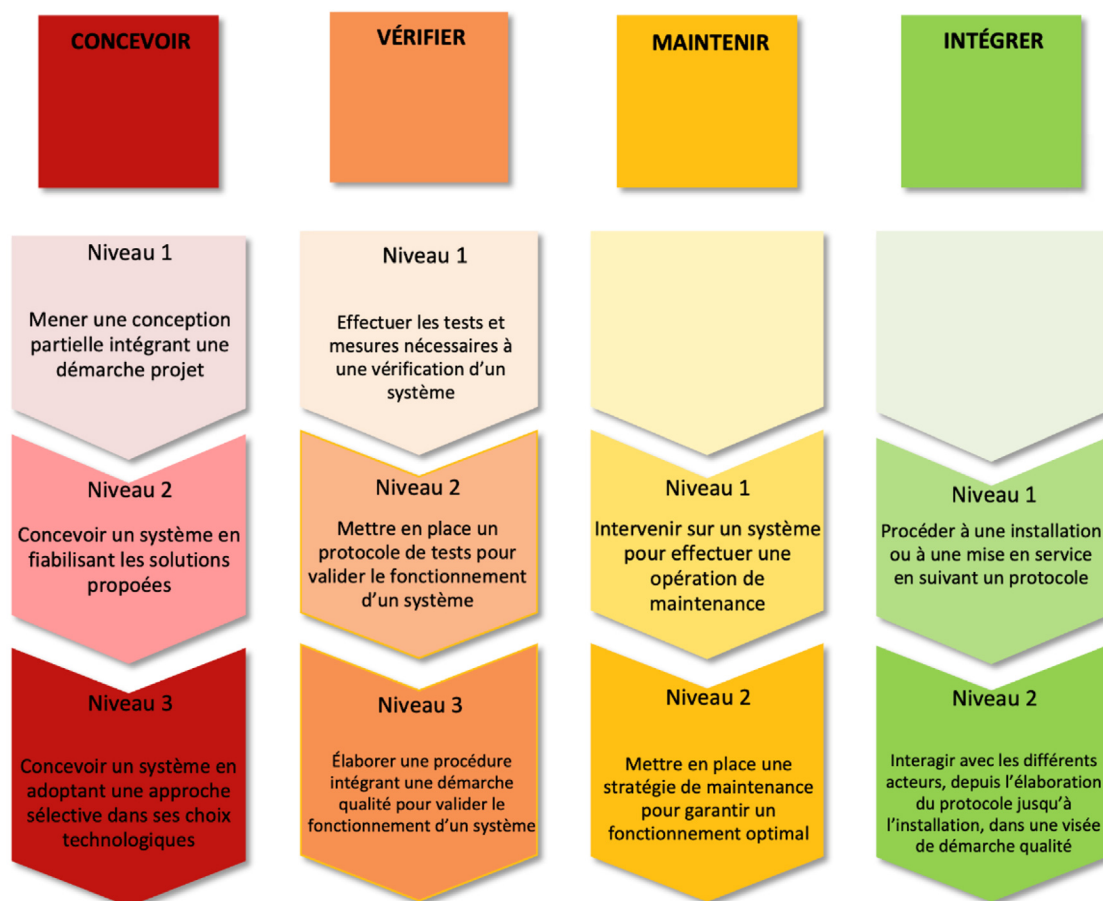 CONCEVOIR
VÉRIFIER
MAINTENIR
INTÉGRER
Niveau 1
Mener une conception
partielle intégrant une
démarche projet
Niveau 1
Effectuer les tests et
mesures nécessaires à
une vérification d’un
système
Niveau 2
Concevoir un système en
fiabilisant les solutions
propoées
Niveau 2
Mettre en place un
protocole de tests pour
valider le fonctionnement
d’un système
Niveau 1
Intervenir sur un système
pour effectuer une
opération de
maintenance
Niveau 1
Procéder à une installation
ou à une mise en service
en suivant un protocole
Niveau 3
Concevoir un système en
adoptant une approche
sélective dans ses choix
technologiques
Niveau 3
Élaborer une procédure
intégrant une démarche
qualité pour valider le
fonctionnement d’un système
Niveau 2
Mettre en place une
stratégie de maintenance
pour garantir un
fonctionnement optimal
Niveau 2
Interagir avec les différents
acteurs, depuis l’élaboration
du protocole jusqu’à
l’installation, dans une visée
de démarche qualité